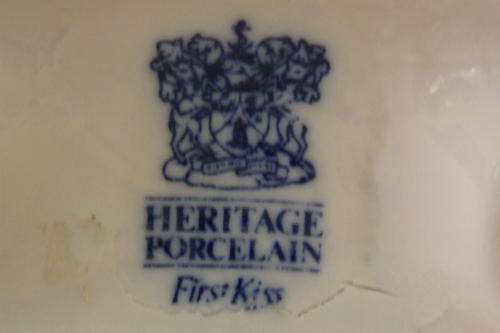 HERITAGE
PORCELAIN
First Kiss